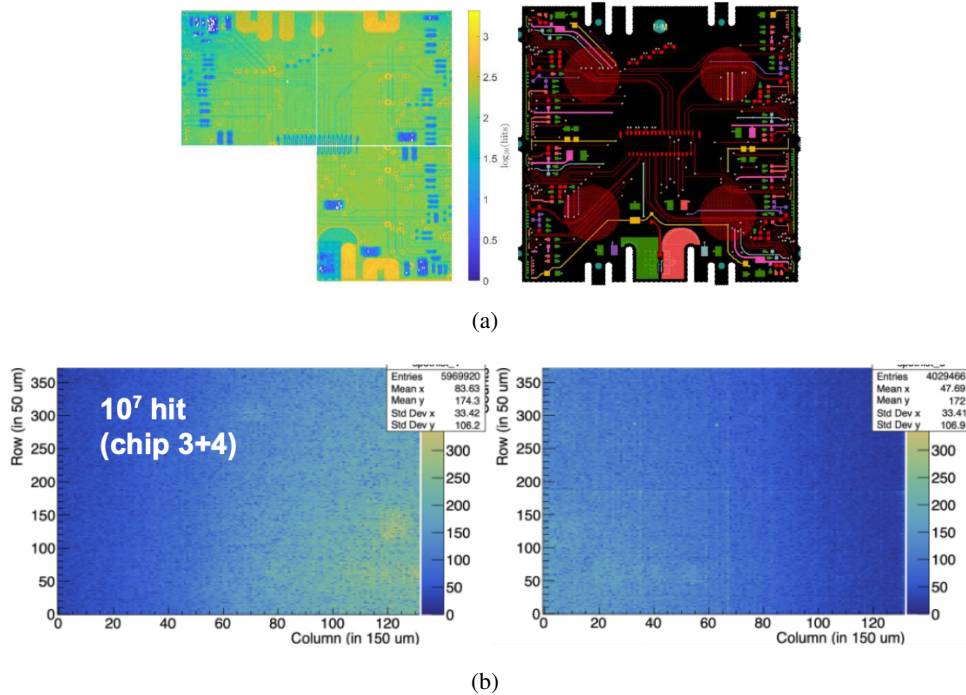 3
2.5
2
1.5
1
0.5
0
log10(hits)
(a)
(b)
Row (in 50 um)
350
300
250
200
150
100
50
0
10⁷ hit
(chip 3+4)
Entries 5969920
Mean x 83.63
Mean y 174.3
Std Dev x 33.42
Std Dev y 106.2
300
250
200
150
100
50
0
0 20 40 60 80 100 120
Column (in 150 um)
Row (in 50 um)
350
300
250
200
150
100
50
0
Entries 4029466
Mean x 47.69
Mean y 172
Std Dev x 33.41
Std Dev y 106.9
300
250
200
150
100
50
0
0 20 40 60 80 100 120
Column (in 150 um)